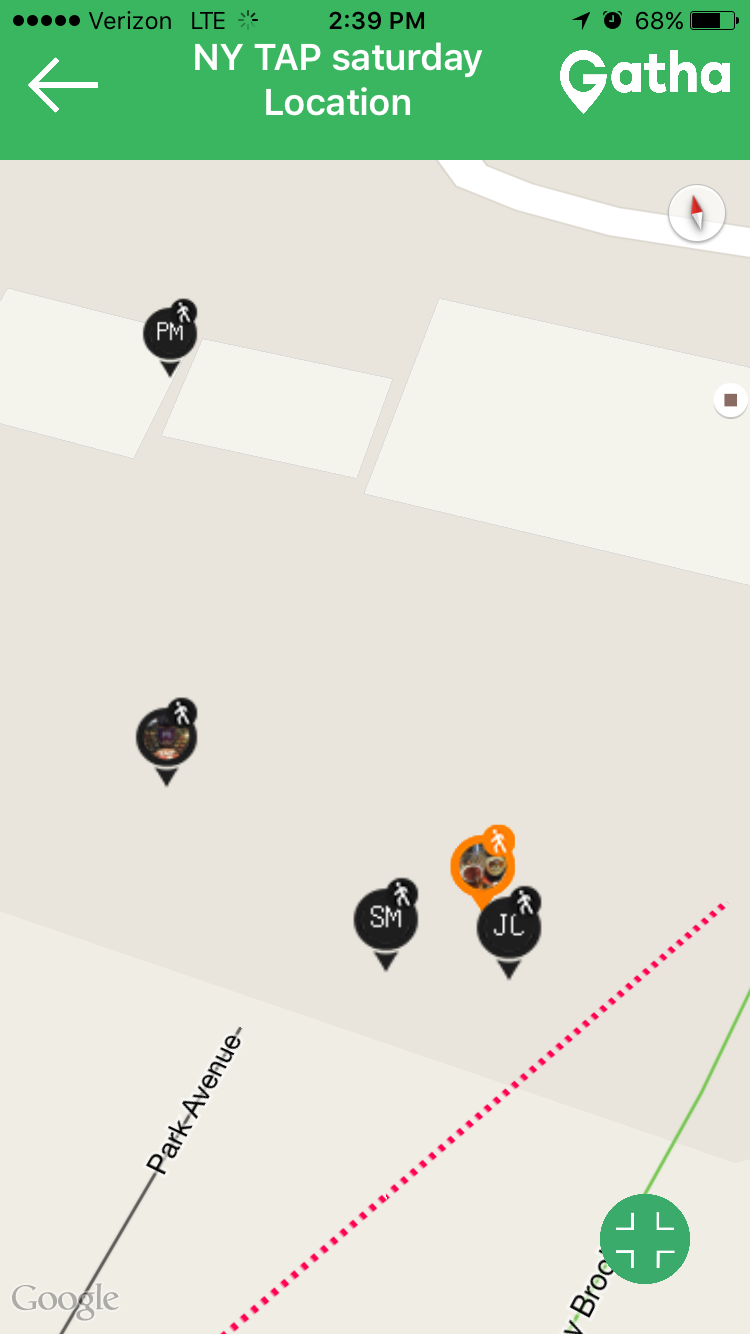 Verizon LTE 2:39 PM 68%
NY TAP saturday
Location
Gatha
PM
SM
JC
Park Avenue
Google